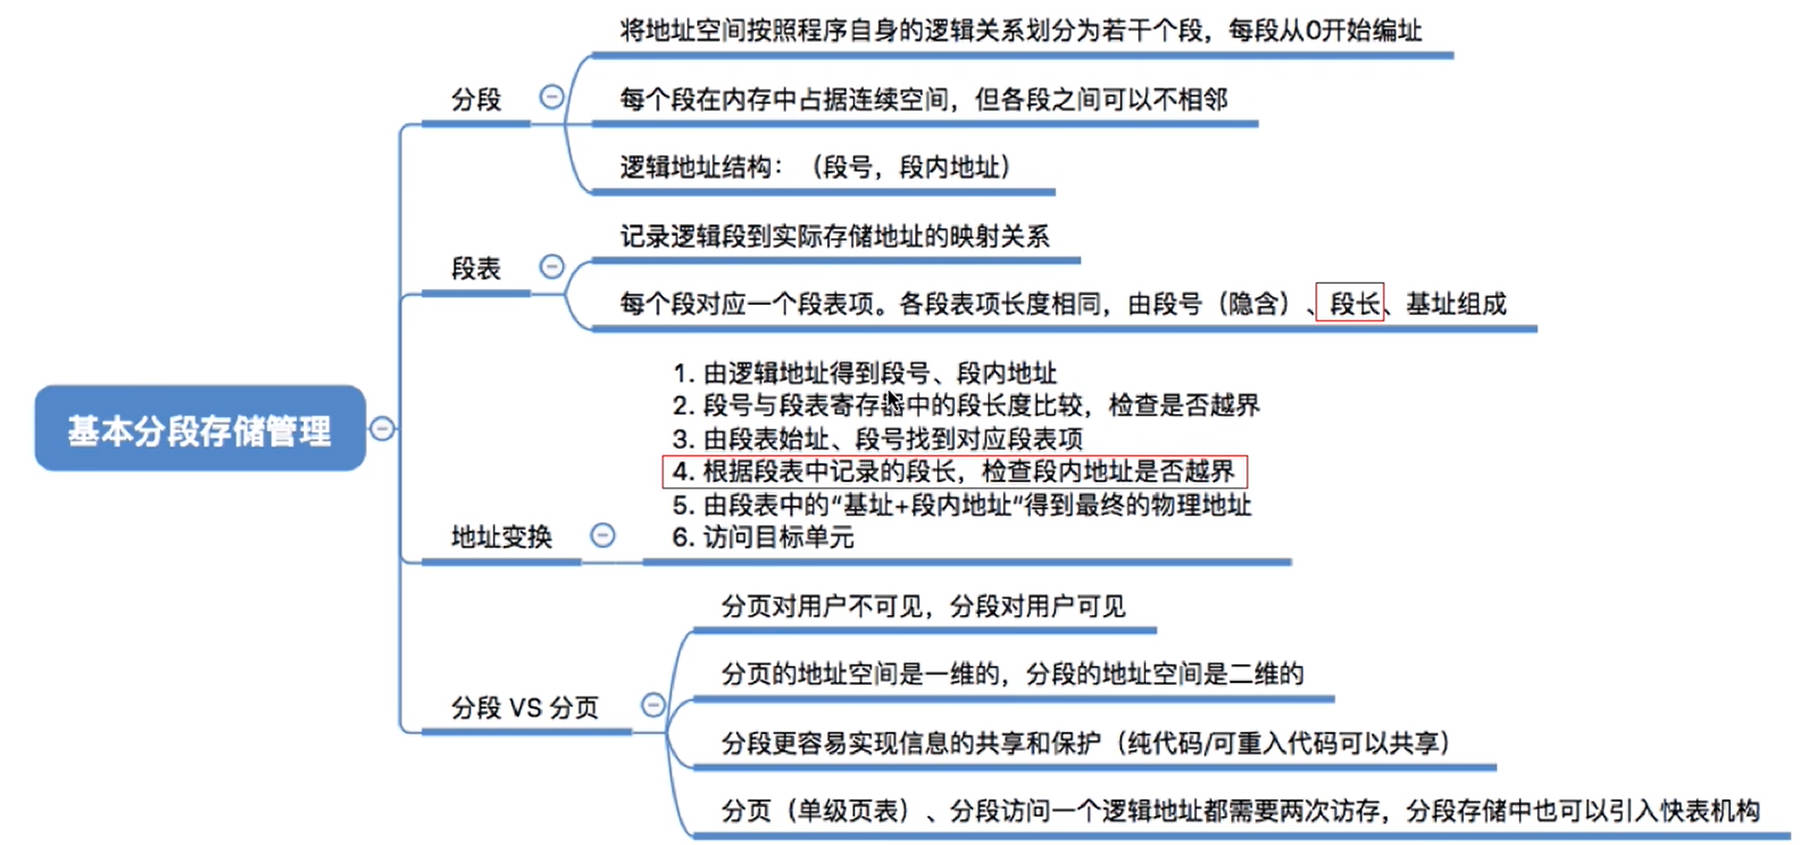 将地址空间按照程序自身的逻辑关系划分为若干个段，每段从0开始编址
分段
每个段在内存中占据连续空间，但各段之间可以不相邻
逻辑地址结构：（段号，段内地址）
记录逻辑段到实际存储地址的映射关系
段表
每个段对应一个段表项。各段表项长度相同，由段号（隐含）、段长、基址组成
基本分段存储管理
1. 由逻辑地址得到段号、段内地址
2. 段号与段表寄存器中的段长度比较，检查是否越界
3. 由段表始址、段号找到对应段表项
4. 根据段表中记录的段长，检查段内地址是否越界
5. 由段表中的“基址+段内地址“得到最终的物理地址
6. 访问目标单元
地址变换
分页对用户不可见，分段对用户可见
分页的地址空间是一维的，分段的地址空间是二维的
分段 VS 分页
分段更容易实现信息的共享和保护（纯代码/可重入代码可以共享）
分页（单级页表）、分段访问一个逻辑地址都需要两次访存，分段存储中也可以引入快表机构